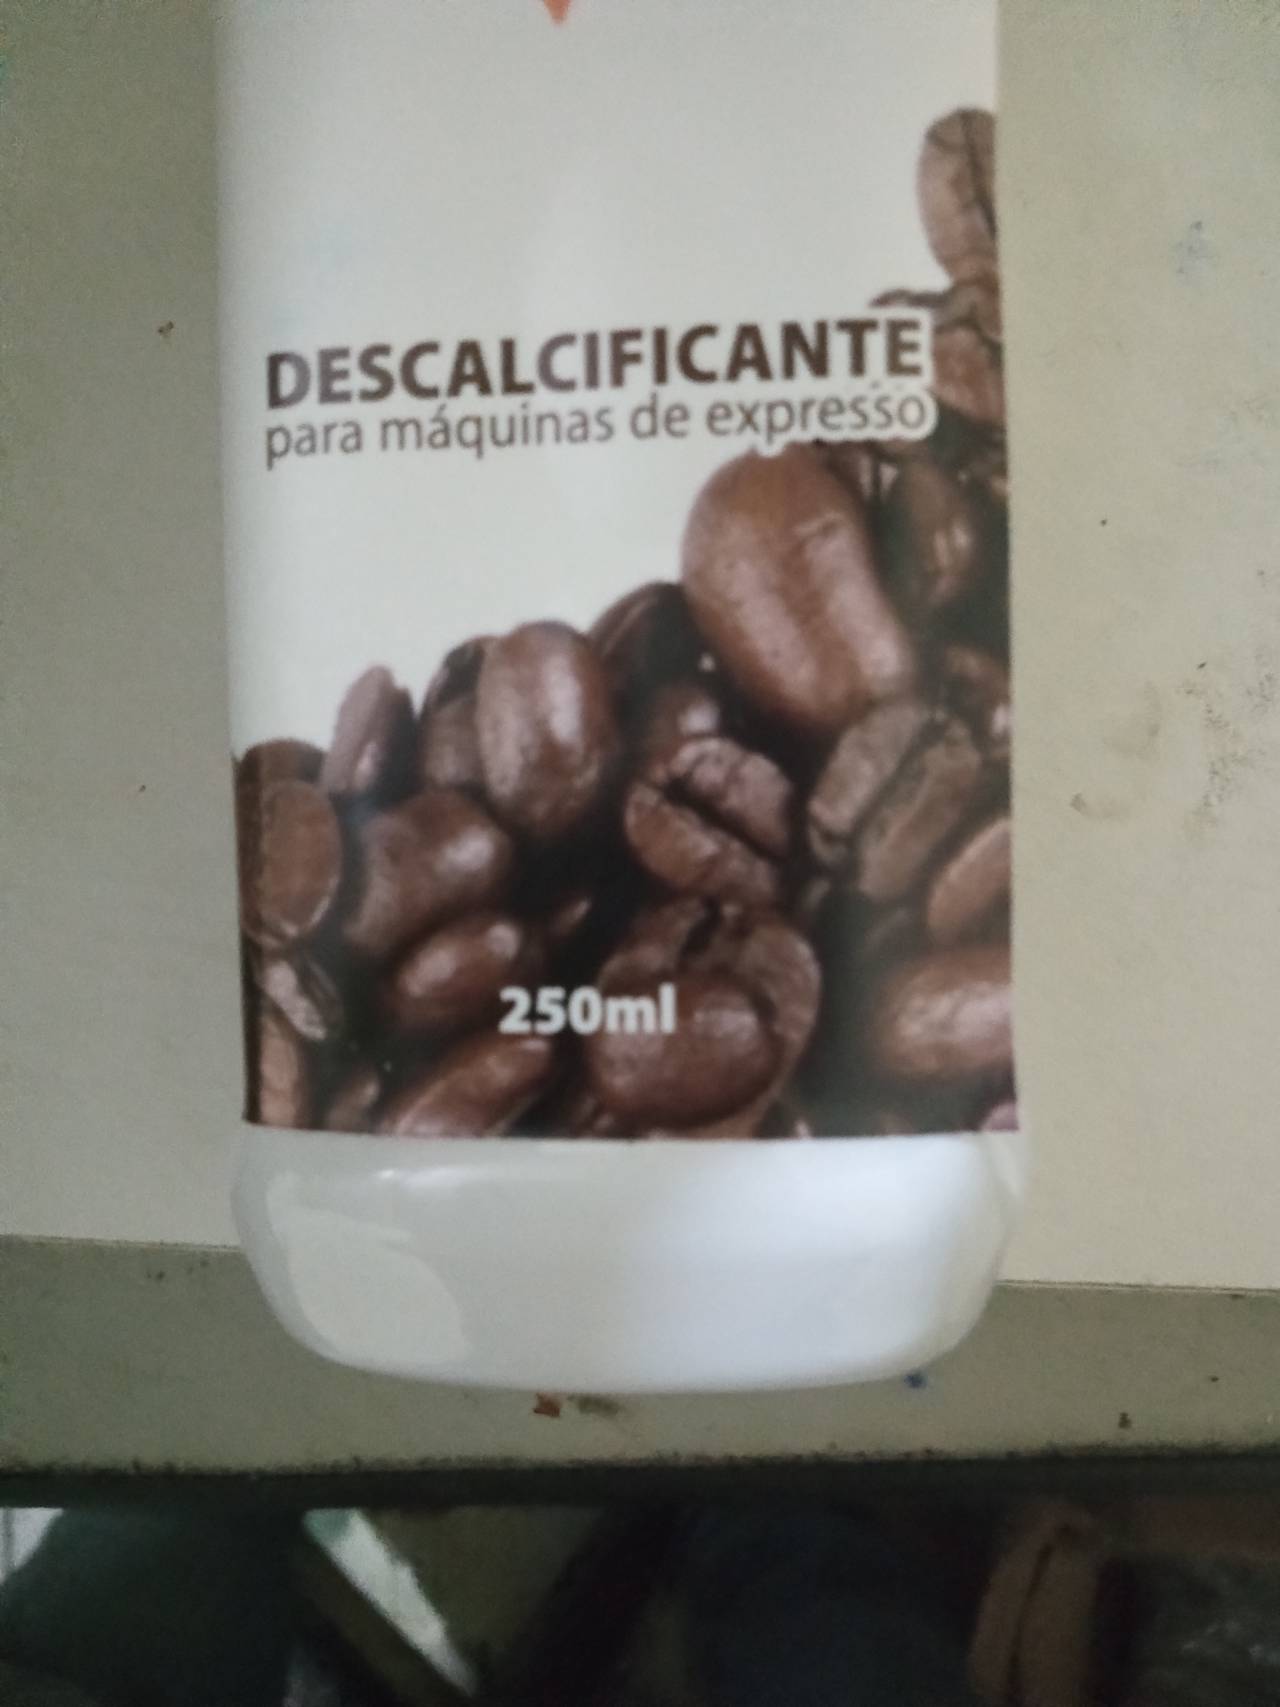 DESCALCIFICANTE
para máquinas de expresso
250ml